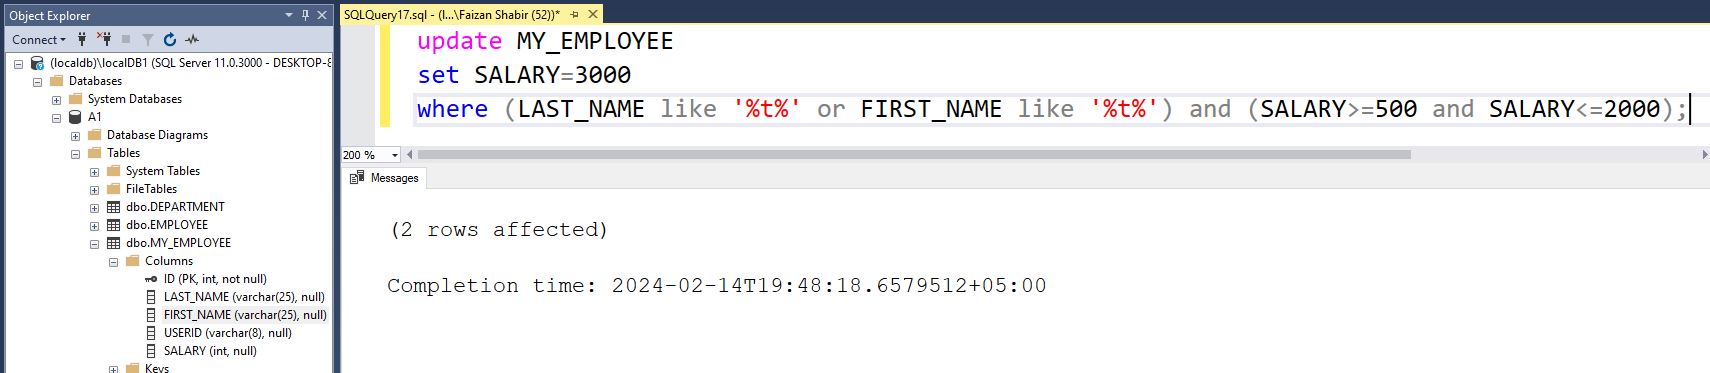 Object Explorer
Connect
(localdb)\localDB1 (SQL Server 11.0.3000 - DESKTOP-8
Databases
System Databases
A1
Database Diagrams
Tables
System Tables
FileTables
dbo.DEPARTMENT
dbo.EMPLOYEE
dbo.MY_EMPLOYEE
Columns
ID (PK, int, not null)
LAST_NAME (varchar(25), null)
FIRST_NAME (varchar(25), null)
USERID (varchar(8), null)
SALARY (int, null)
Keys
SQLQuery17.sql - (l...\Faizan Shabir (52))*
update MY_EMPLOYEE
set SALARY=3000
where (LAST_NAME like '%t%' or FIRST_NAME like '%t%') and (SALARY>=500 and SALARY<=2000);
200 %
Messages
(2 rows affected)
Completion time: 2024-02-14T19:48:18.6579512+05:00